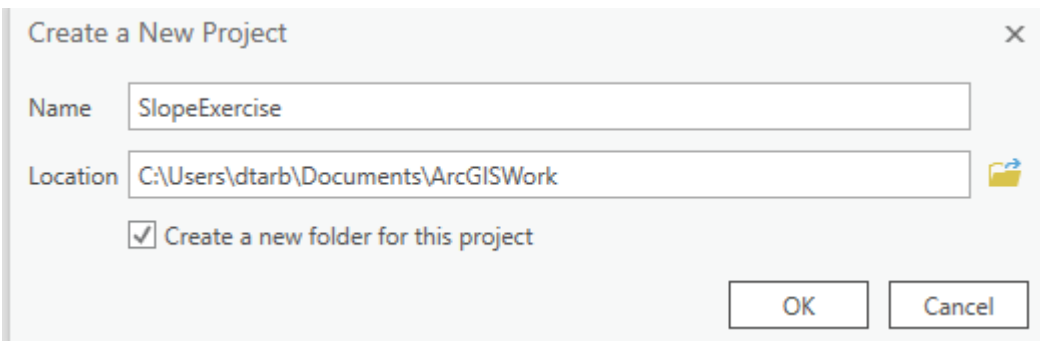 Create a New Project
Name SlopeExercise
Location C:\Users\dtarb\Documents\ArcGISWork
Create a new folder for this project
OK Cancel